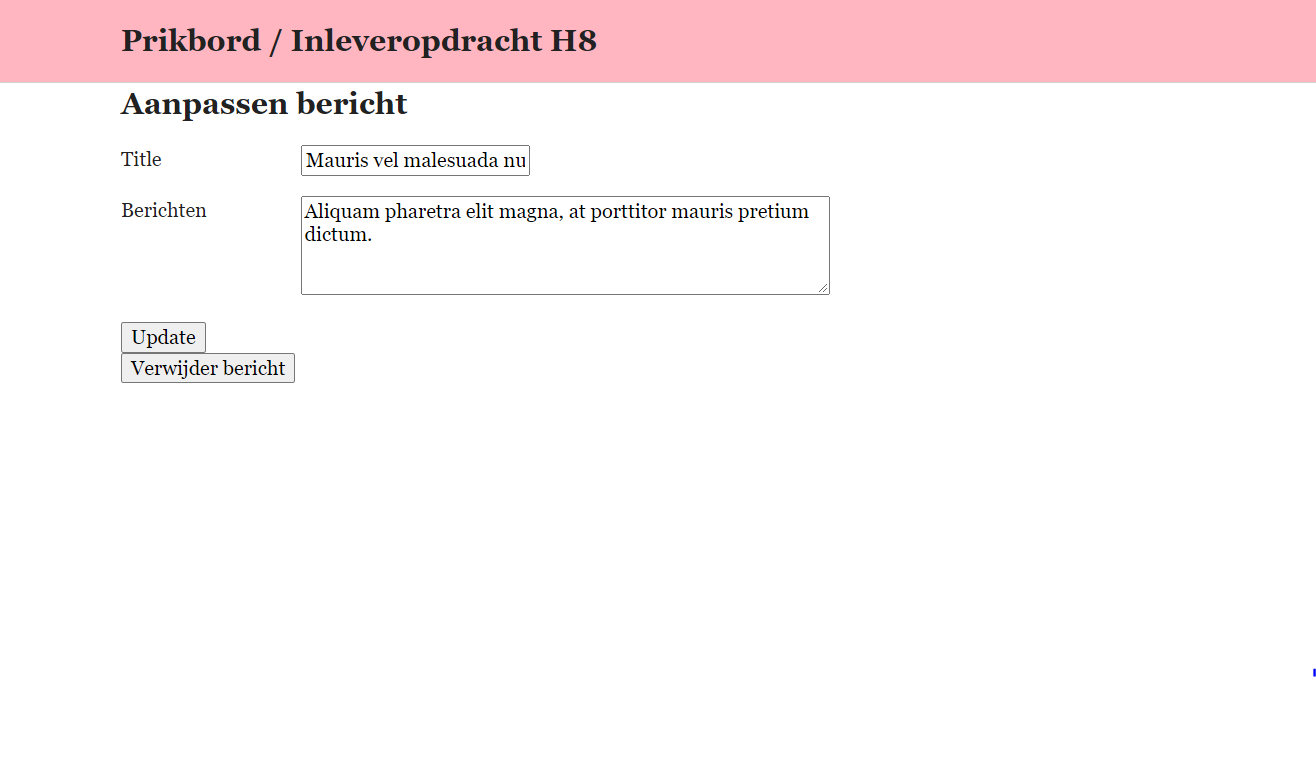 Prikbord / Inleveropdracht H8
Aanpassen bericht
Title
Mauris vel malesuada nu
Berichten
Aliquam pharetra elit magna, at porttitor mauris pretium
dictum.
Update
Verwijder bericht